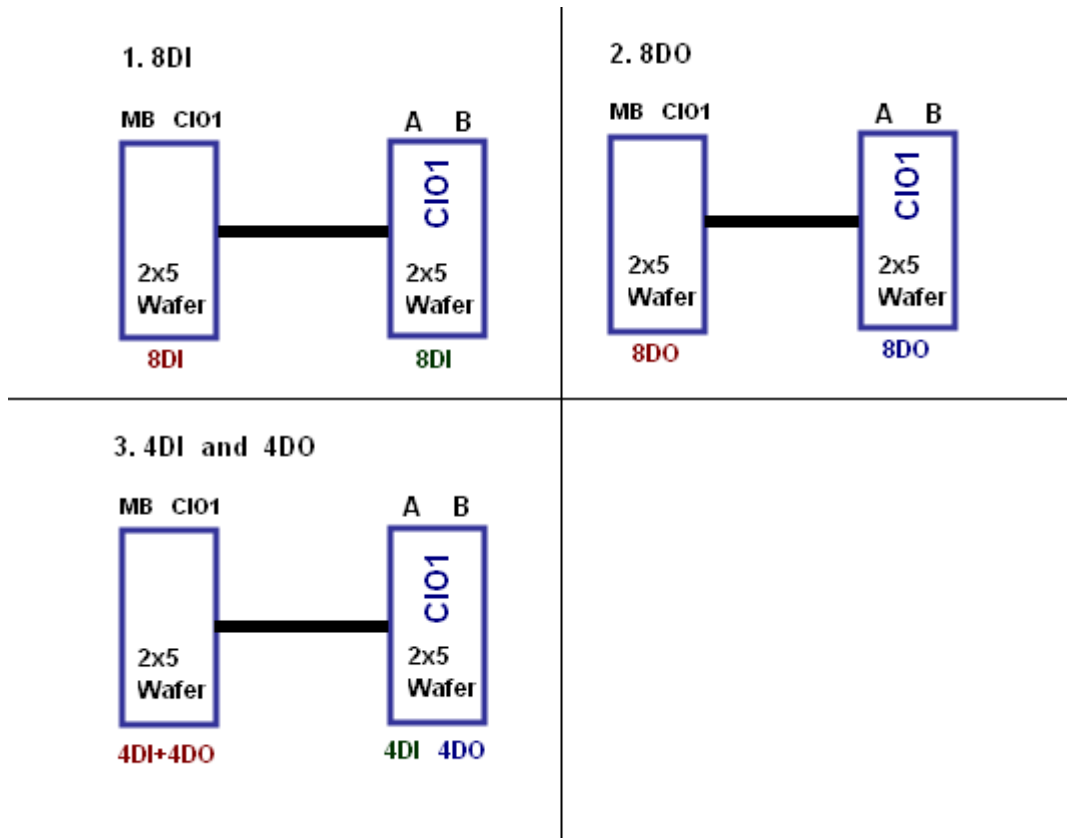 1. 8DI
MB CIO1
A B
CIO1
2x5
Wafer
2x5
Wafer
8DI
8DI
2. 8DO
MB CIO1
A B
CIO1
2x5
Wafer
2x5
Wafer
8DO
8DO
3. 4DI and 4DO
MB CIO1
A B
CIO1
2x5
Wafer
2x5
Wafer
4DI+4DO
4DI 4DO